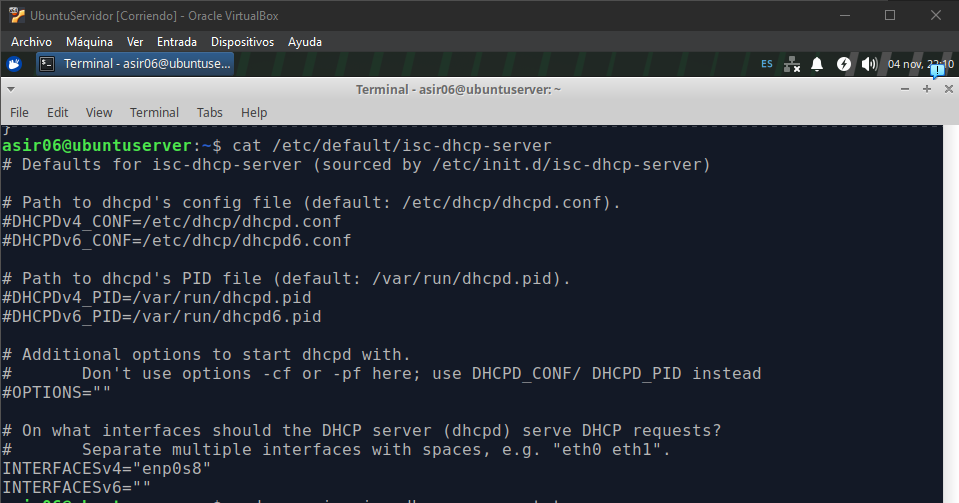 UbuntuServidor [Corriendo] - Oracle VirtualBox
Archivo Máquina Ver Entrada Dispositivos Ayuda
Terminal - asir06@ubuntuse... ES 04 nov, 22:10
Terminal - asir06@ubuntuserver: ~
File Edit View Terminal Tabs Help
}
asir06@ubuntuserver:~$ cat /etc/default/isc-dhcp-server
# Defaults for isc-dhcp-server (sourced by /etc/init.d/isc-dhcp-server)
# Path to dhcpd's config file (default: /etc/dhcp/dhcpd.conf).
#DHCPDv4_CONF=/etc/dhcp/dhcpd.conf
#DHCPDv6_CONF=/etc/dhcp/dhcpd6.conf
# Path to dhcpd's PID file (default: /var/run/dhcpd.pid).
#DHCPDv4_PID=/var/run/dhcpd.pid
#DHCPDv6_PID=/var/run/dhcpd6.pid
# Additional options to start dhcpd with.
#       Don't use options -cf or -pf here; use DHCPD_CONF/ DHCPD_PID instead
#OPTIONS=""
# On what interfaces should the DHCP server (dhcpd) serve DHCP requests?
#       Separate multiple interfaces with spaces, e.g. "eth0 eth1".
INTERFACESv4="enp0s8"
INTERFACESv6=""